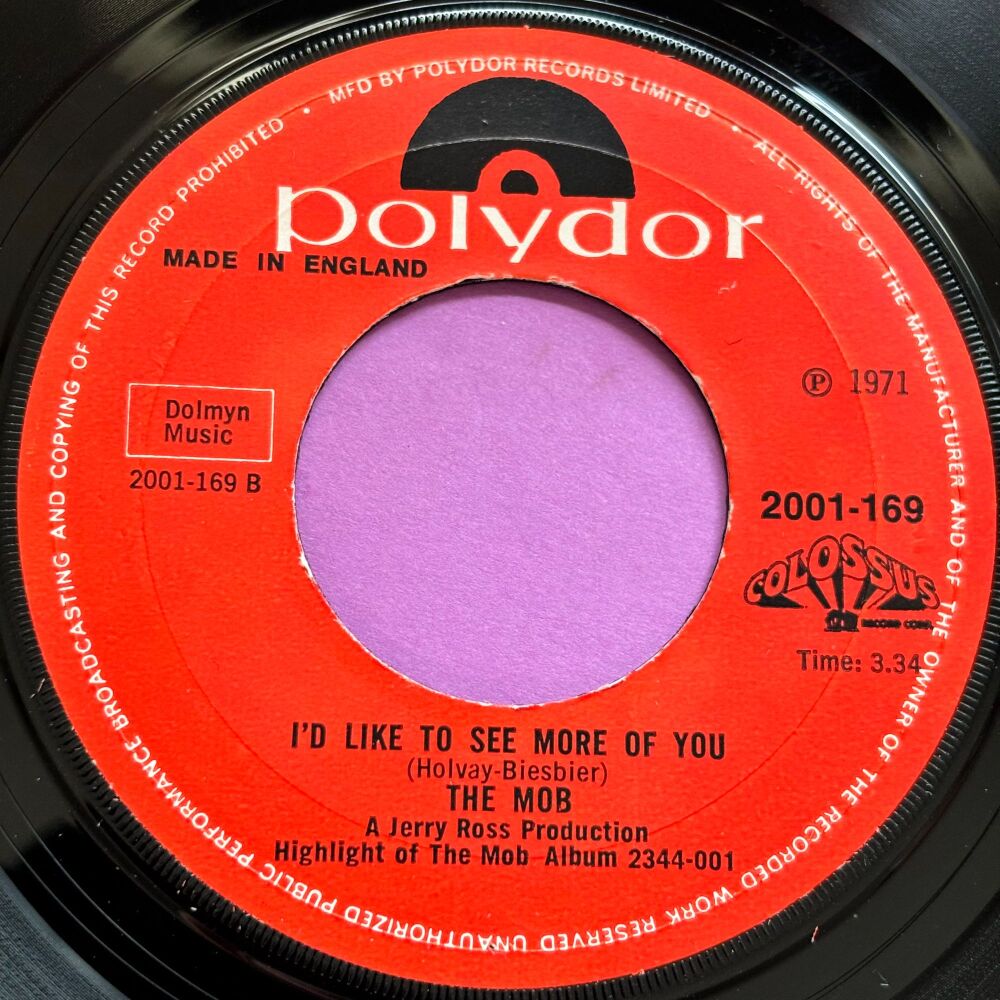 MFD BY POLYDOR RECORDS LIMITED • ALL RIGHTS OF THE MANUFACTURER AND OF THE OWNER OF THE RECORDED WORK RESERVED UNAUTHORIZED PUBLIC PERFORMANCE BROADCASTING AND COPYING OF THIS RECORD PROHIBITED •
polydor
MADE IN ENGLAND
℗ 1971
Dolmyn
Music
2001-169 B
2001-169
COLOSSUS
RECORD CORP.
Time: 3.34
I'D LIKE TO SEE MORE OF YOU
(Holvay-Biesbier)
THE MOB
A Jerry Ross Production
Highlight of The Mob Album 2344-001